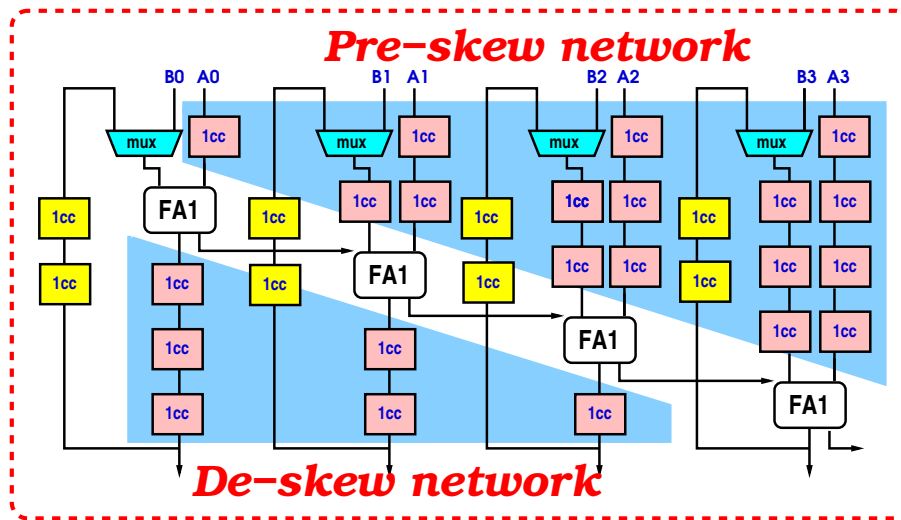 Pre-skew network
B0 A0 B1 A1 B2 A2 B3 A3
mux 1cc mux 1cc mux 1cc mux 1cc
1cc FA1 1cc 1cc 1cc 1cc 1cc 1cc 1cc 1cc
1cc 1cc 1cc FA1 1cc 1cc 1cc 1cc 1cc 1cc
1cc 1cc FA1 1cc 1cc
1cc 1cc 1cc FA1
De-skew network